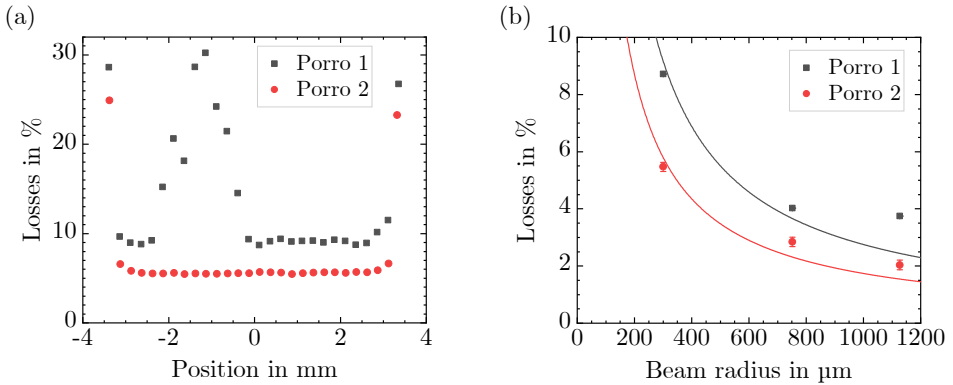 (a)
Losses in %
30
20
10
0
-4 -2 0 2 4
Position in mm
Porro 1
Porro 2
(b)
Losses in %
10
8
6
4
2
0
0 200 400 600 800 1000 1200
Beam radius in µm
Porro 1
Porro 2